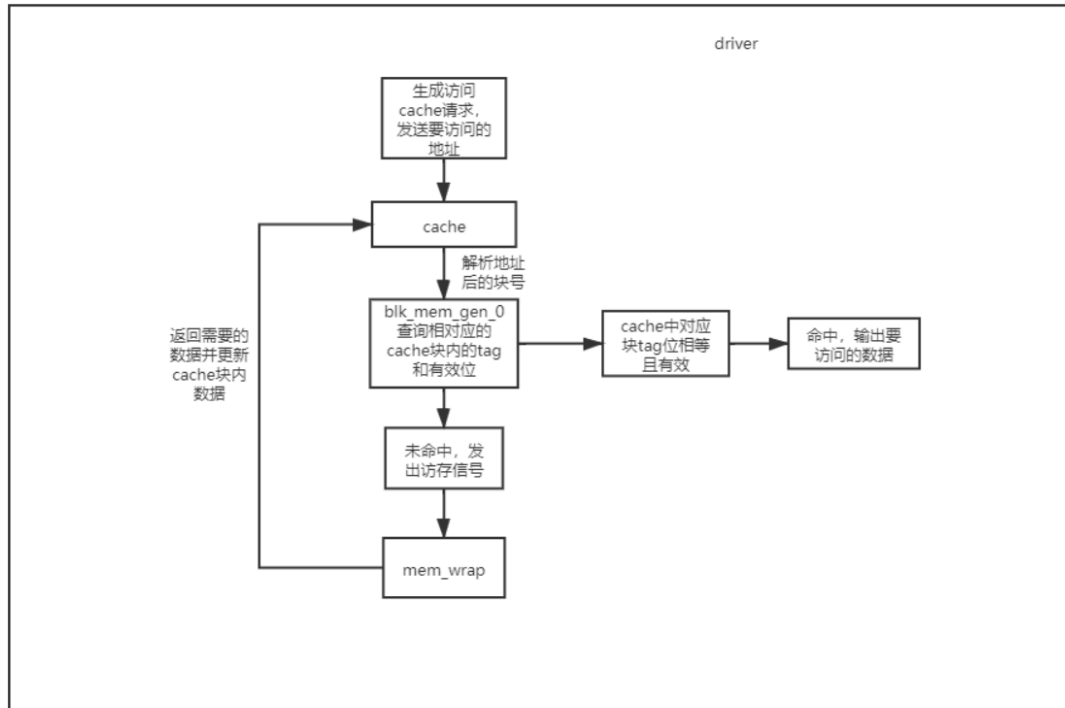 driver
生成访问
cache请求，
发送要访问的
地址
cache
解析地址
后的块号
blk_mem_gen_0
查询相对应的
cache块内的tag
和有效位
cache中对应
块tag位相等
且有效
命中，输出要
访问的数据
返回需要的
数据并更新
cache块内
数据
未命中，发
出访存信号
mem_wrap